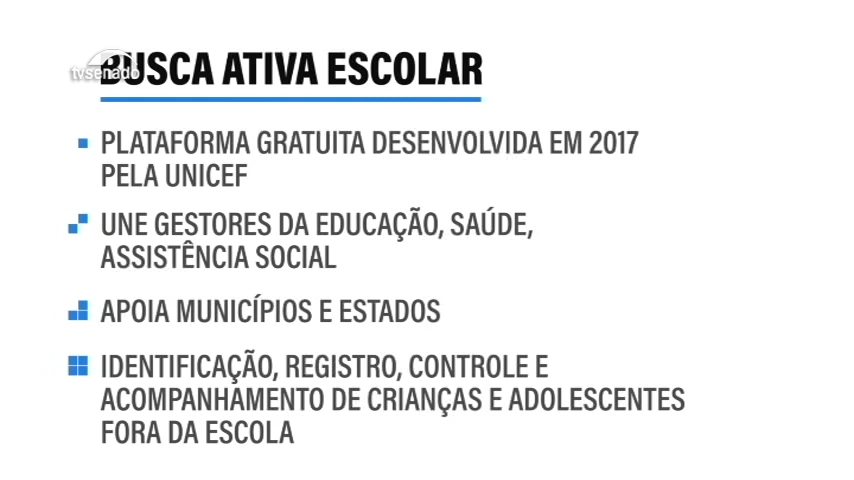 tvsenado
BUSCA ATIVA ESCOLAR
PLATAFORMA GRATUITA DESENVOLVIDA EM 2017
PELA UNICEF
UNE GESTORES DA EDUCAÇÃO, SAÚDE,
ASSISTÊNCIA SOCIAL
APOIA MUNICÍPIOS E ESTADOS
IDENTIFICAÇÃO, REGISTRO, CONTROLE E
ACOMPANHAMENTO DE CRIANÇAS E ADOLESCENTES
FORA DA ESCOLA